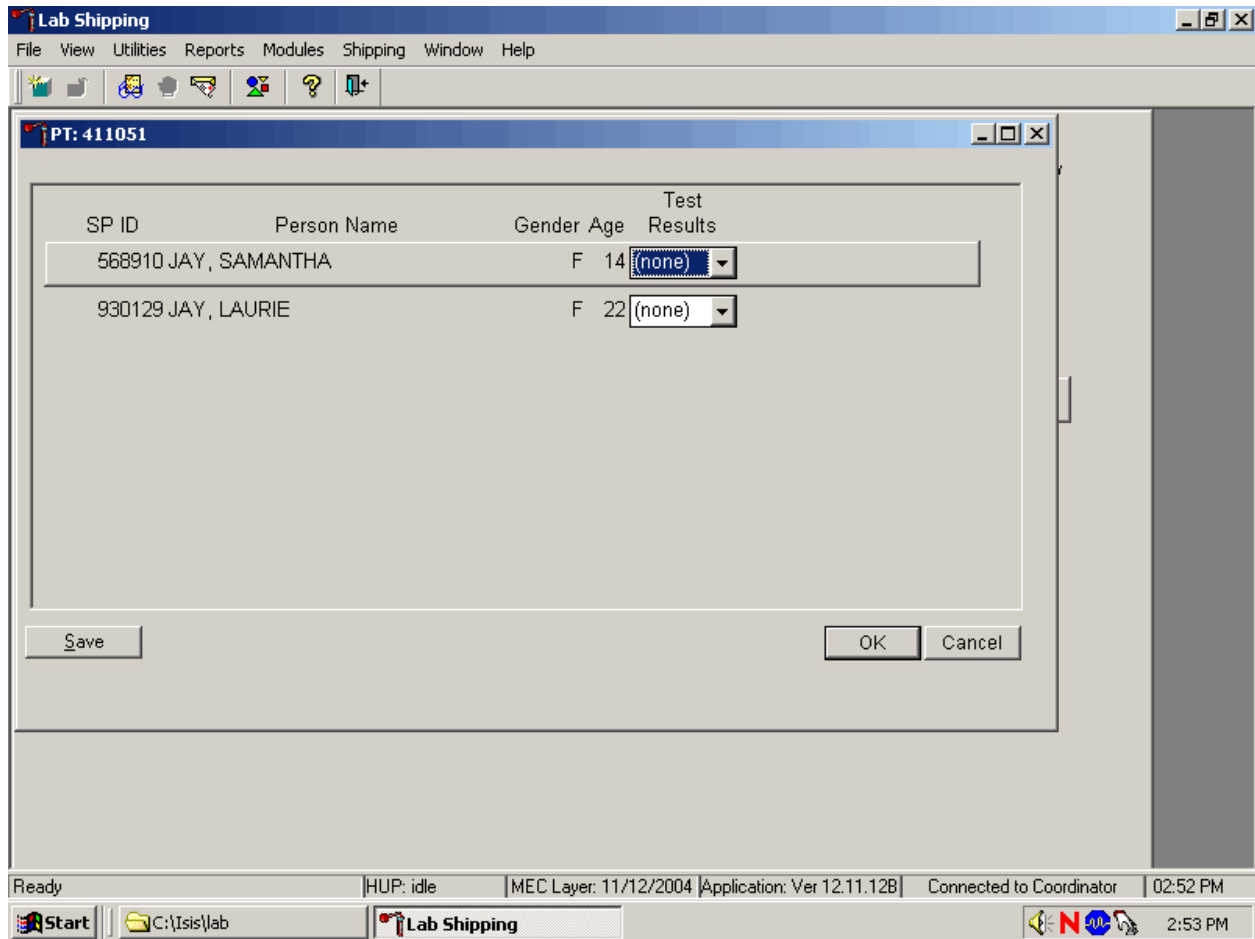 Lab Shipping
File View Utilities Reports Modules Shipping Window Help
PT: 411051
Test
SP ID Person Name Gender Age Results
568910 JAY, SAMANTHA F 14 (none)
930129 JAY, LAURIE F 22 (none)
Save OK Cancel
Ready HUP: idle MEC Layer: 11/12/2004 Application: Ver 12.11.12B Connected to Coordinator 02:52 PM
Start C:\Isis\lab Lab Shipping N 2:53 PM